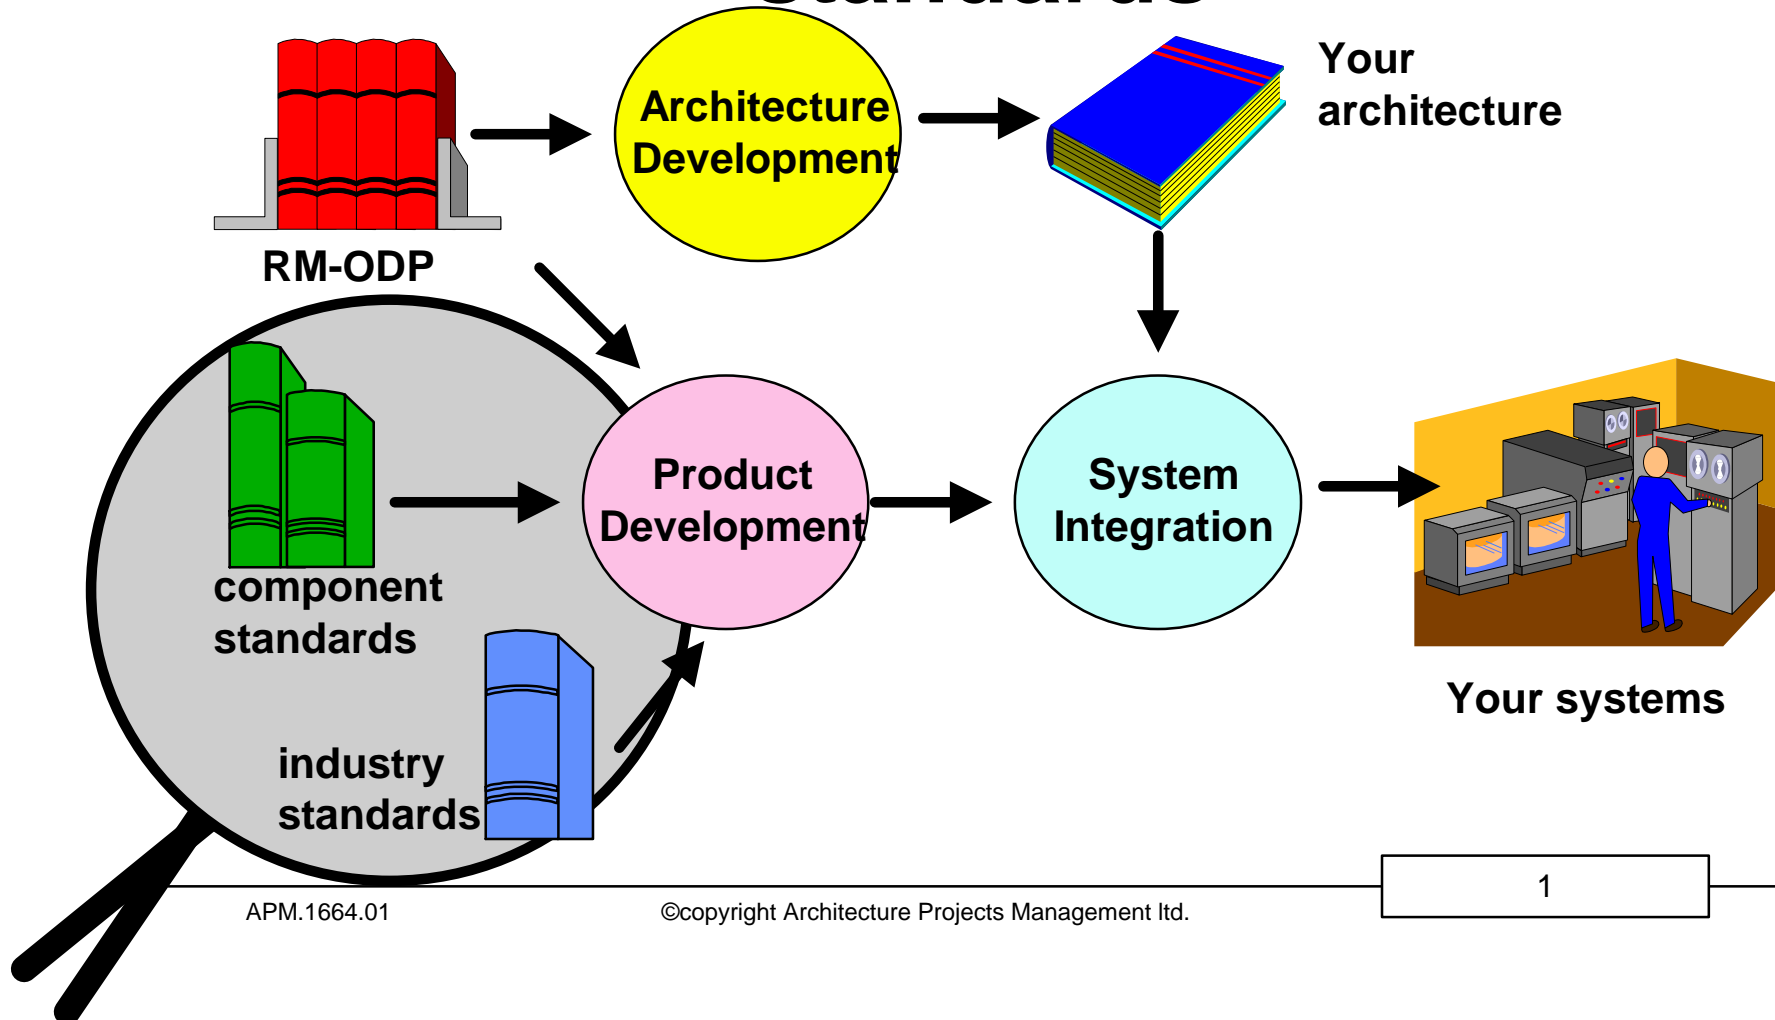 Your
architecture
Architecture
Development
RM-ODP
Product
Development
System
Integration
component
standards
Your systems
industry
standards
1
APM.1664.01
©copyright Architecture Projects Management ltd.